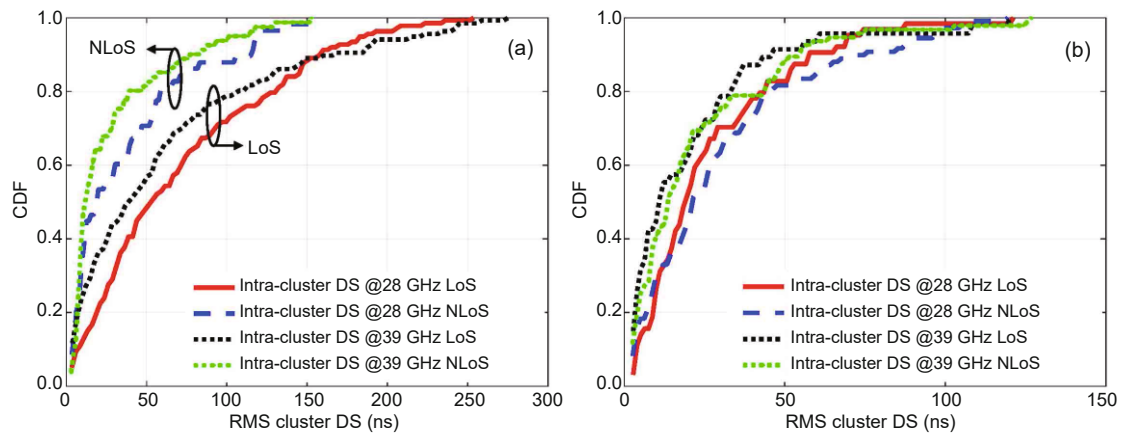 1.0
0.8
0.6
0.4
0.2
0.0
CDF
NLoS
(a)
LoS
Intra-cluster DS @28 GHz LoS
Intra-cluster DS @28 GHz NLoS
Intra-cluster DS @39 GHz LoS
Intra-cluster DS @39 GHz NLoS
0 50 100 150 200 250 300
RMS cluster DS (ns)
1.0
0.8
0.6
0.4
0.2
0.0
CDF
(b)
Intra-cluster DS @28 GHz LoS
Intra-cluster DS @28 GHz NLoS
Intra-cluster DS @39 GHz LoS
Intra-cluster DS @39 GHz NLoS
0 50 100 150
RMS cluster DS (ns)